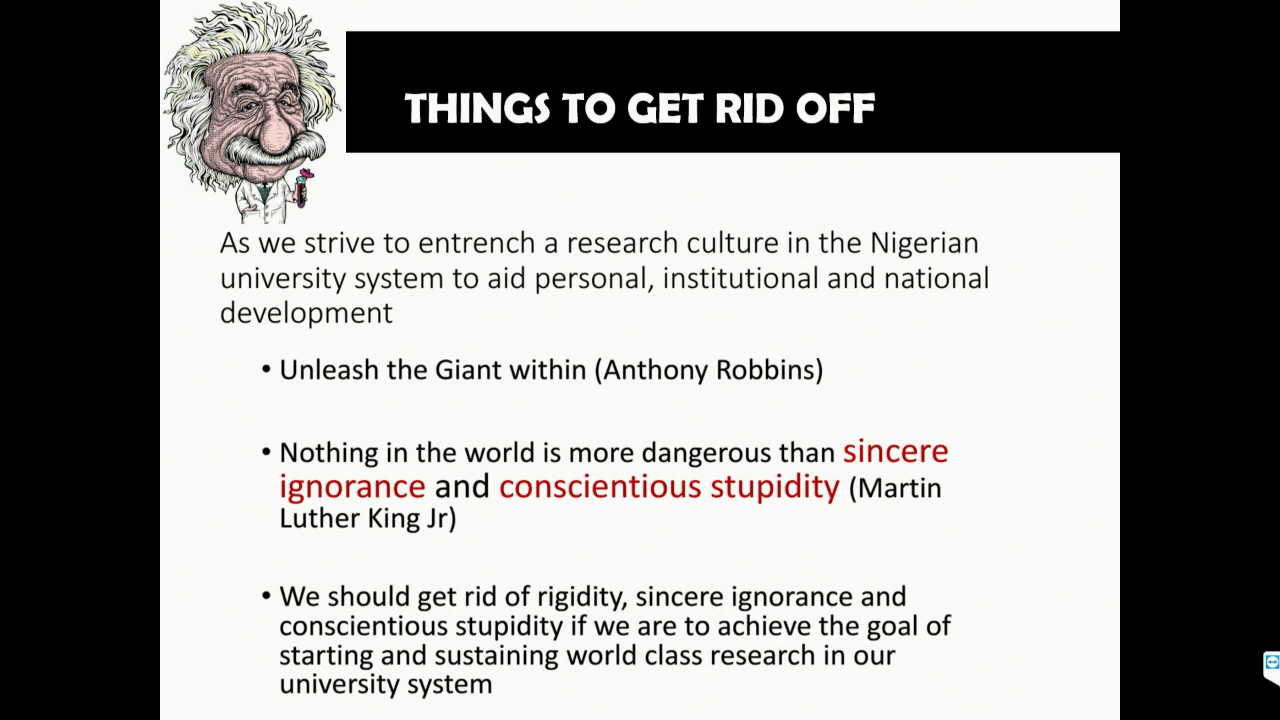 THINGS TO GET RID OFF
As we strive to entrench a research culture in the Nigerian
university system to aid personal, institutional and national
development
• Unleash the Giant within (Anthony Robbins)
• Nothing in the world is more dangerous than sincere
ignorance and conscientious stupidity (Martin
Luther King Jr)
• We should get rid of rigidity, sincere ignorance and
conscientious stupidity if we are to achieve the goal of
starting and sustaining world class research in our
university system